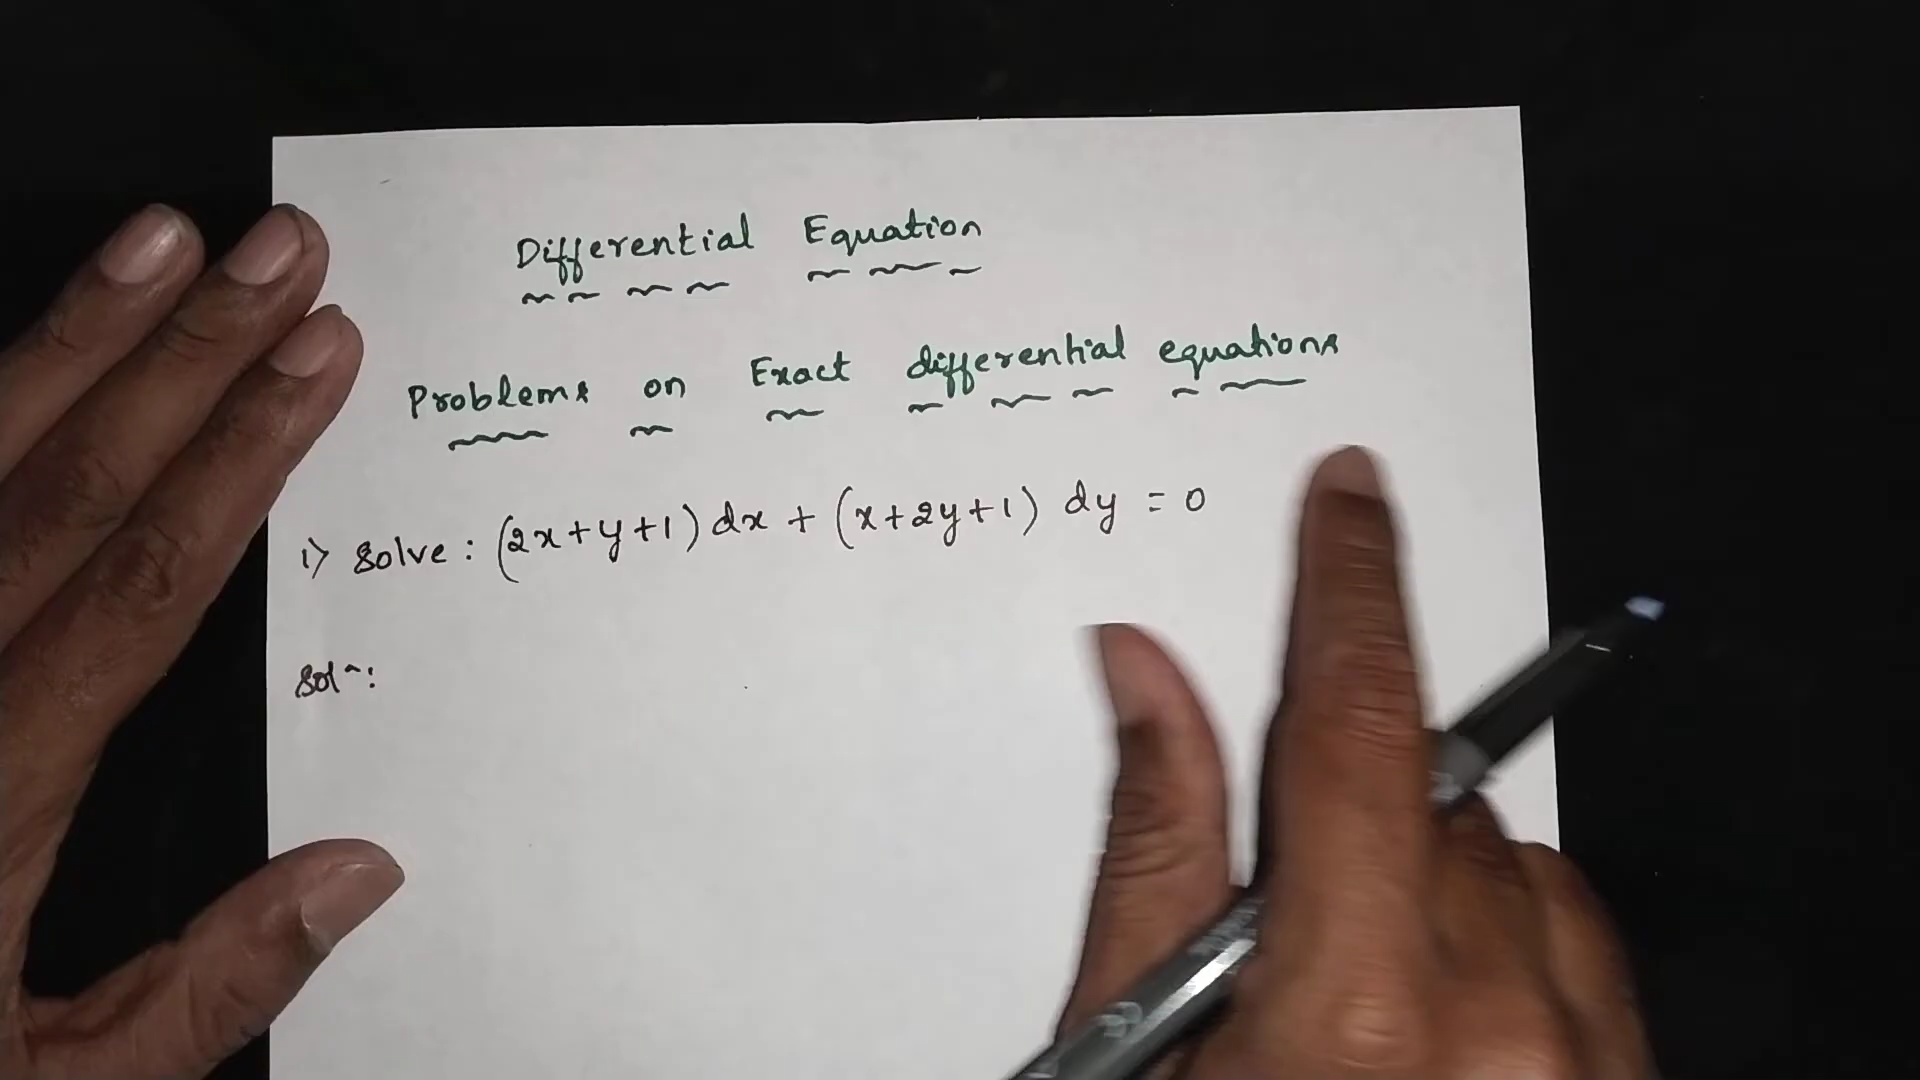 Differential Equation
Problems on Exact differential equations
1) Solve : (2x+y+1) dx + (x+2y+1) dy = 0
Sol~: